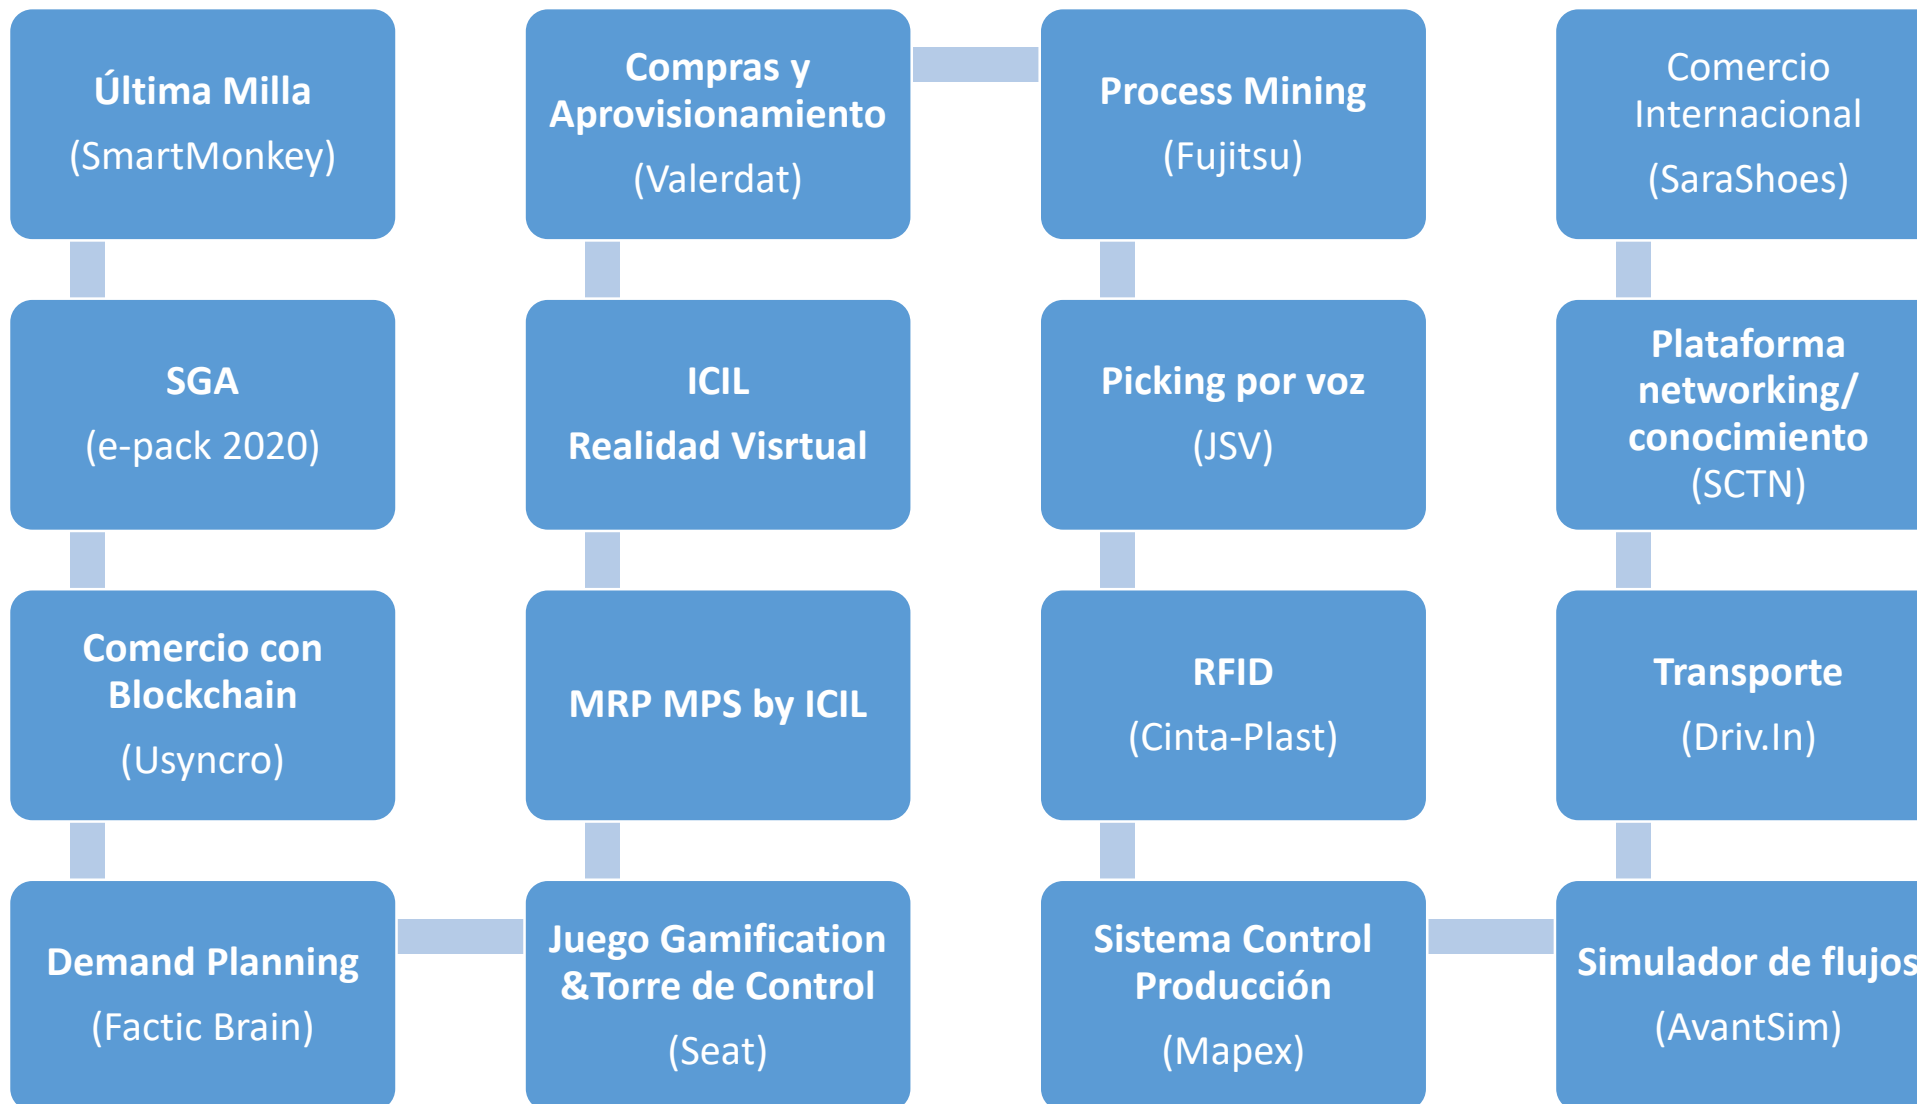 Última Milla
(SmartMonkey)
SGA
(e-pack 2020)
Comercio con
Blockchain
(Usyncro)
Demand Planning
(Factic Brain)
Juego Gamification
&Torre de Control
(Seat)
MRP MPS by ICIL
ICIL
Realidad Visrtual
Compras y
Aprovisionamiento
(Valerdat)
Process Mining
(Fujitsu)
Picking por voz
(JSV)
RFID
(Cinta-Plast)
Sistema Control
Producción
(Mapex)
Simulador de flujos
(AvantSim)
Transporte
(Driv.In)
Plataforma
networking/
conocimiento
(SCTN)
Comercio
Internacional
(SaraShoes)